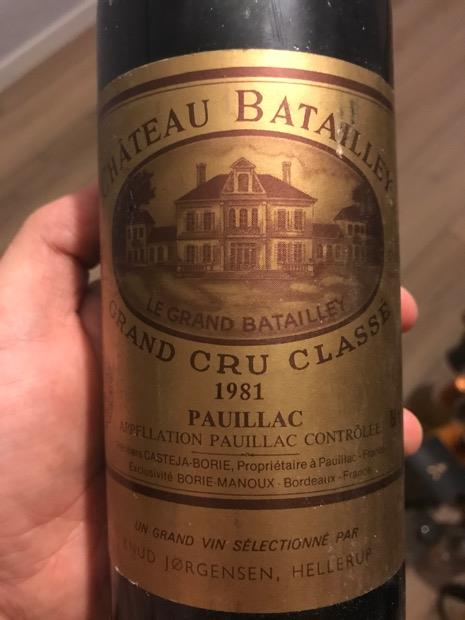 CHÂTEAU BATAILLEY
LE GRAND BATAILLEY
GRAND CRU CLASSÉ
1981
PAUILLAC
APPELLATION PAUILLAC CONTRÔLÉE
CASTEJA-BORIE, Propriétaire à Pauillac - France
Exclusivité BORIE-MANOUX - Bordeaux - France
UN GRAND VIN SÉLECTIONNÉ PAR
KNUD JØRGENSEN, HELLERUP